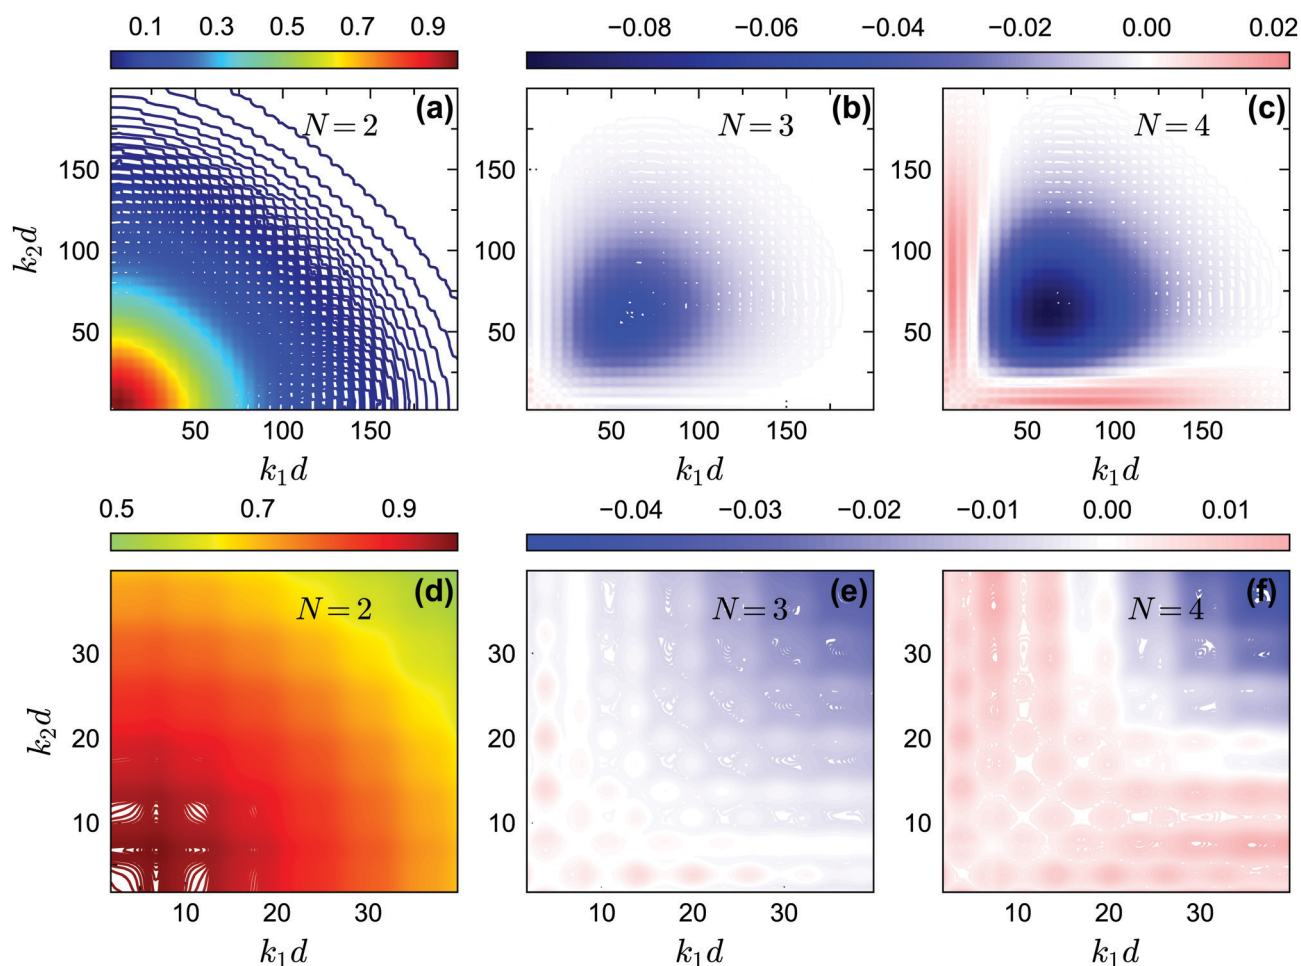 0.1 0.3 0.5 0.7 0.9
−0.08 −0.06 −0.04 −0.02 0.00 0.02
(a)
N = 2
150
100
50
k₂d
50 100 150
k₁d
(b)
N = 3
150
100
50
50 100 150
k₁d
(c)
N = 4
150
100
50
50 100 150
k₁d
0.5 0.7 0.9
−0.04 −0.03 −0.02 −0.01 0.00 0.01
(d)
N = 2
30
20
10
k₂d
10 20 30
k₁d
(e)
N = 3
30
20
10
10 20 30
k₁d
(f)
N = 4
30
20
10
10 20 30
k₁d